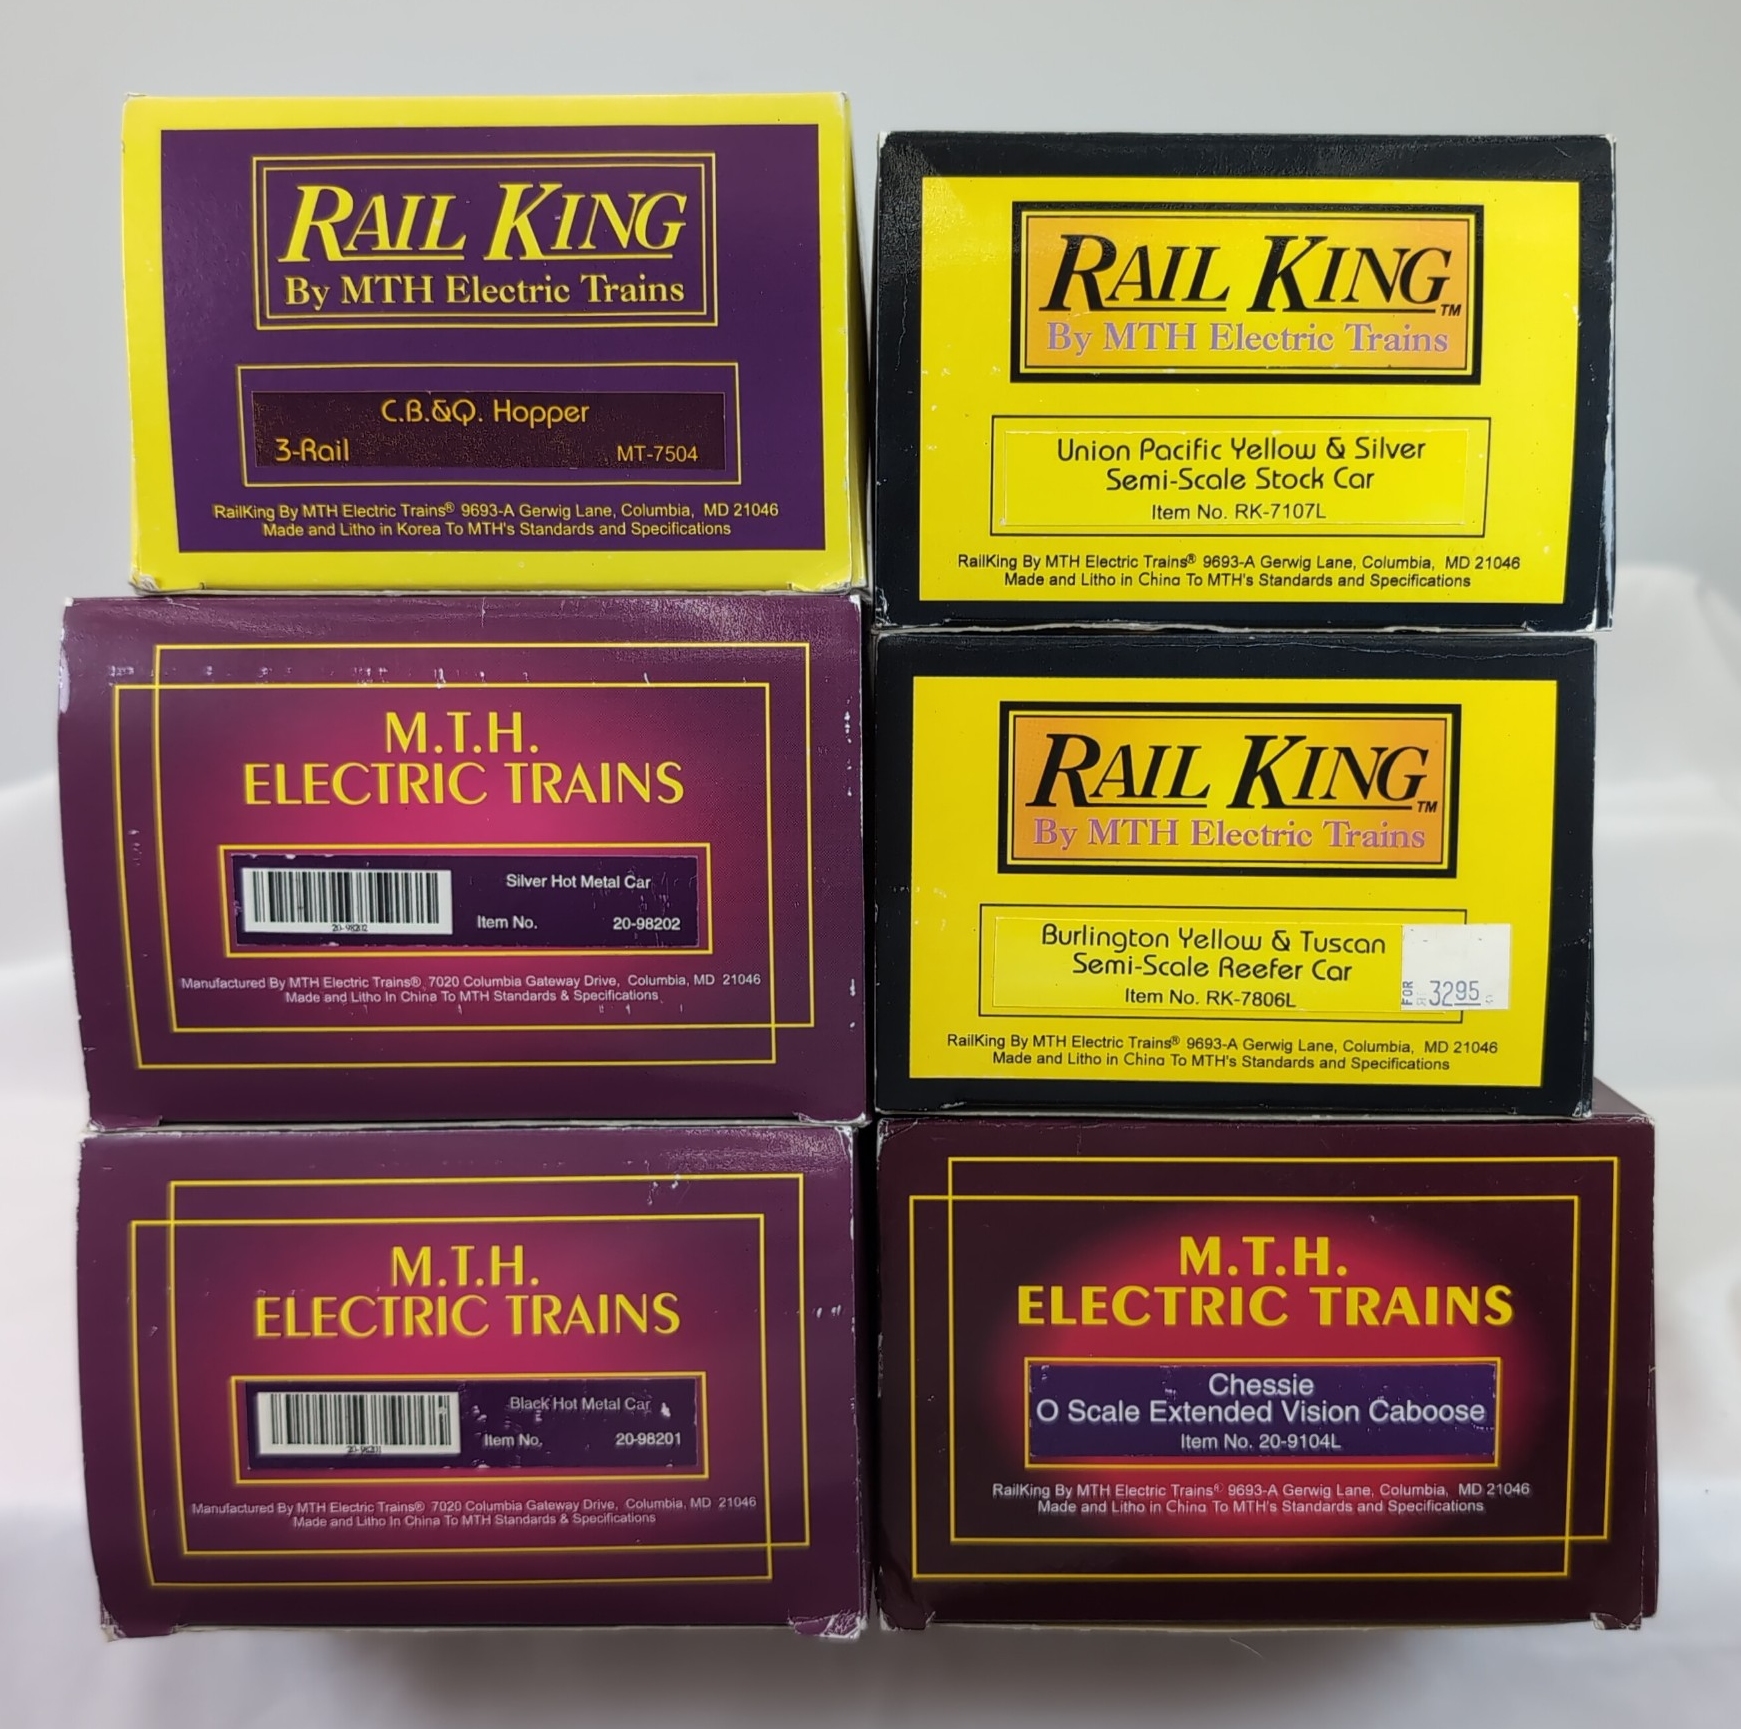 RAIL KING
By MTH Electric Trains
C.B.&Q. Hopper
3-Rail MT-7504
RailKing By MTH Electric Trains® 9693-A Gerwig Lane, Columbia, MD 21046
Made and Litho in Korea To MTH's Standards and Specifications
RAIL KING™
By MTH Electric Trains
Union Pacific Yellow & Silver
Semi-Scale Stock Car
Item No. RK-7107L
RailKing By MTH Electric Trains® 9693-A Gerwig Lane, Columbia, MD 21046
Made and Litho in China To MTH's Standards and Specifications
M.T.H.
ELECTRIC TRAINS
Silver Hot Metal Car
Item No. 20-98202
20-98202
Manufactured By MTH Electric Trains® 7020 Columbia Gateway Drive, Columbia, MD 21046
Made and Litho In China To MTH Standards & Specifications
RAIL KING™
By MTH Electric Trains
Burlington Yellow & Tuscan
Semi-Scale Reefer Car
Item No. RK-7806L
FOR
3295
RailKing By MTH Electric Trains® 9693-A Gerwig Lane, Columbia, MD 21046
Made and Litho in China To MTH's Standards and Specifications
M.T.H.
ELECTRIC TRAINS
Black Hot Metal Car
Item No. 20-98201
20-98201
Manufactured By MTH Electric Trains® 7020 Columbia Gateway Drive, Columbia, MD 21046
Made and Litho In China To MTH Standards & Specifications
M.T.H.
ELECTRIC TRAINS
Chessie
O Scale Extended Vision Caboose
Item No. 20-9104L
RailKing By MTH Electric Trains® 9693-A Gerwig Lane, Columbia, MD 21046
Made and Litho in China To MTH's Standards and Specifications